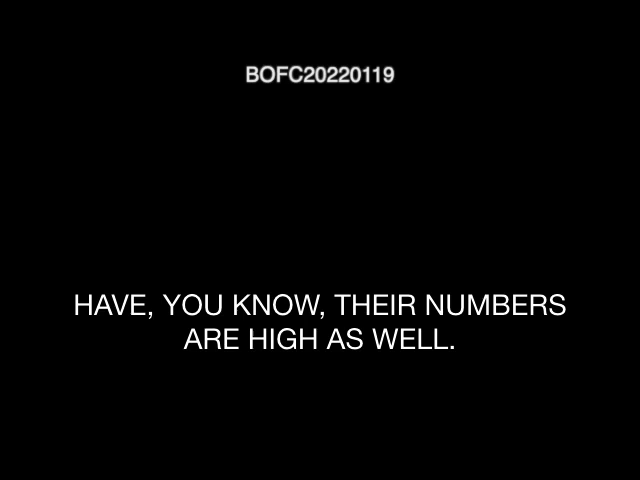 BOFC20220119
HAVE, YOU KNOW, THEIR NUMBERS
ARE HIGH AS WELL.